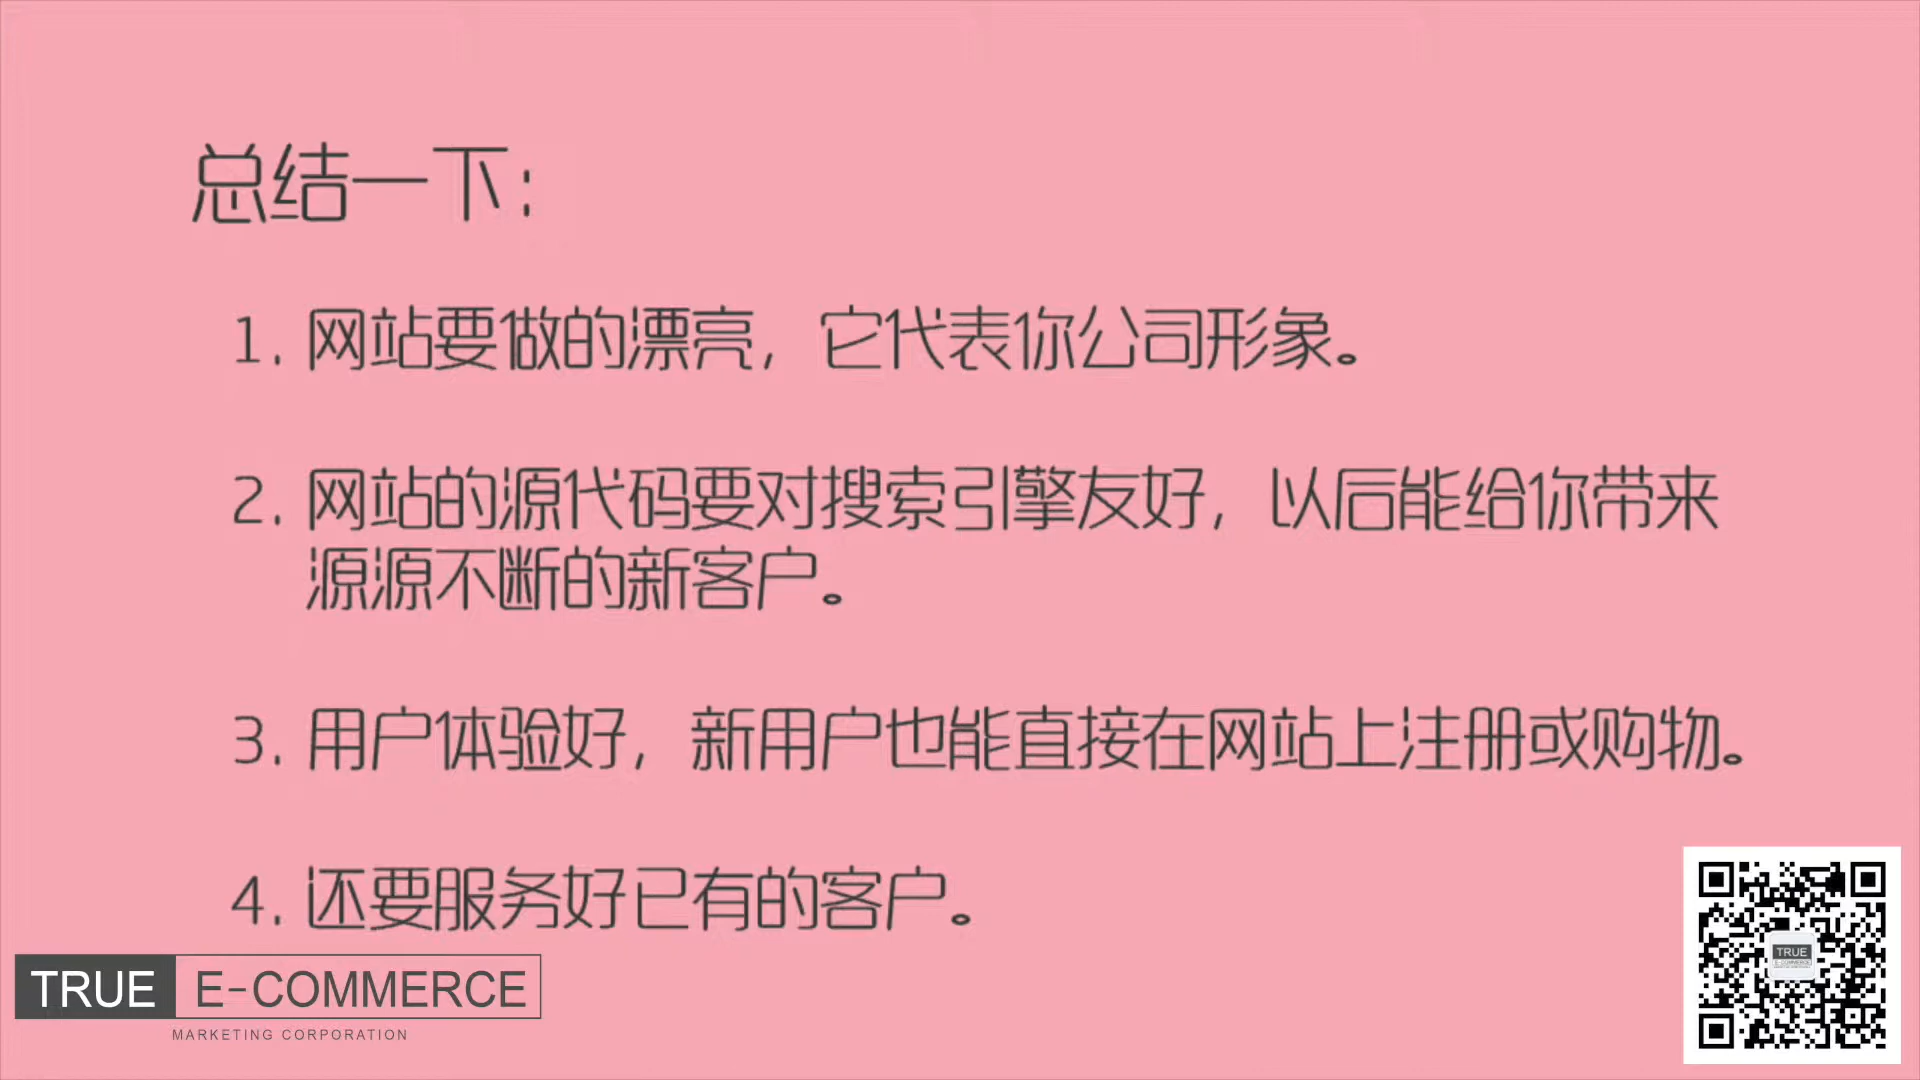 总结一下：
1. 网站要做的漂亮，它代表你公司形象。
2. 网站的源代码要对搜索引擎友好，以后能给你带来
源源不断的新客户。
3. 用户体验好，新用户也能直接在网站上注册或购物。
4. 还要服务好已有的客户。
TRUE E-COMMERCE
MARKETING CORPORATION
TRUE
E-COMMERCE